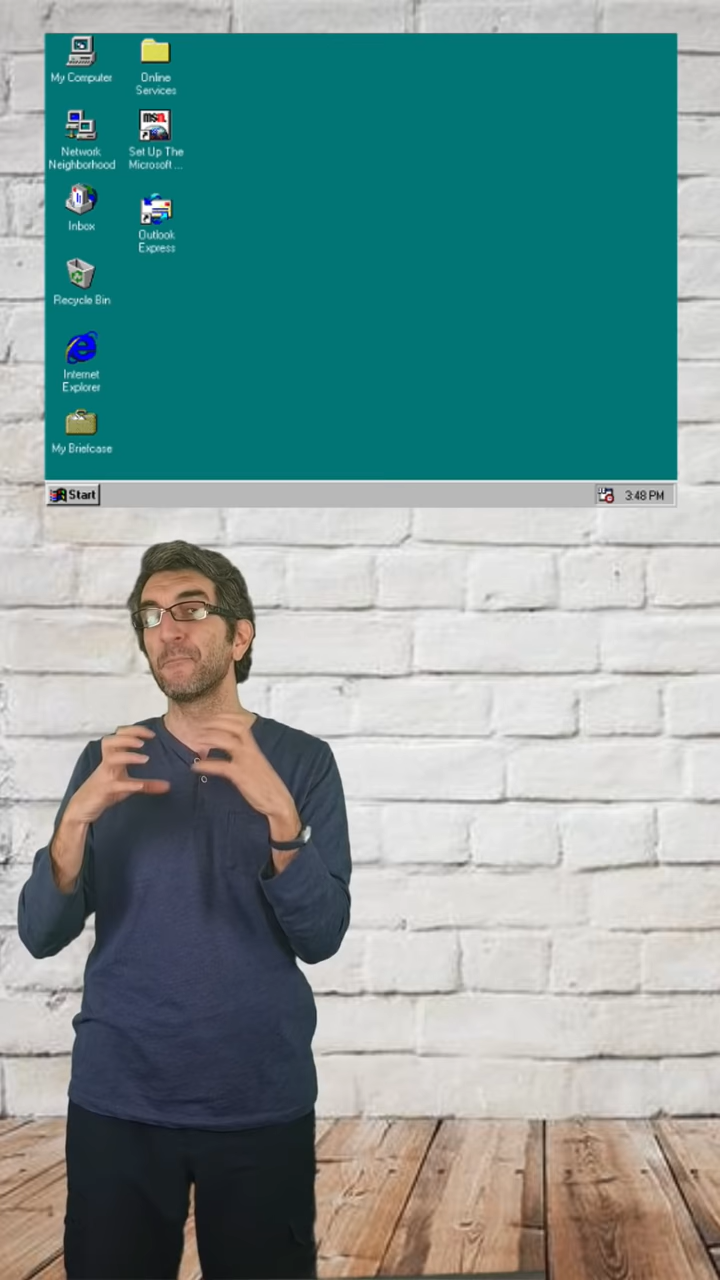 My Computer
Online
Services
Network
Neighborhood
msn
Set Up The
Microsoft ...
Inbox
Outlook
Express
Recycle Bin
Internet
Explorer
My Briefcase
Start
3:48 PM